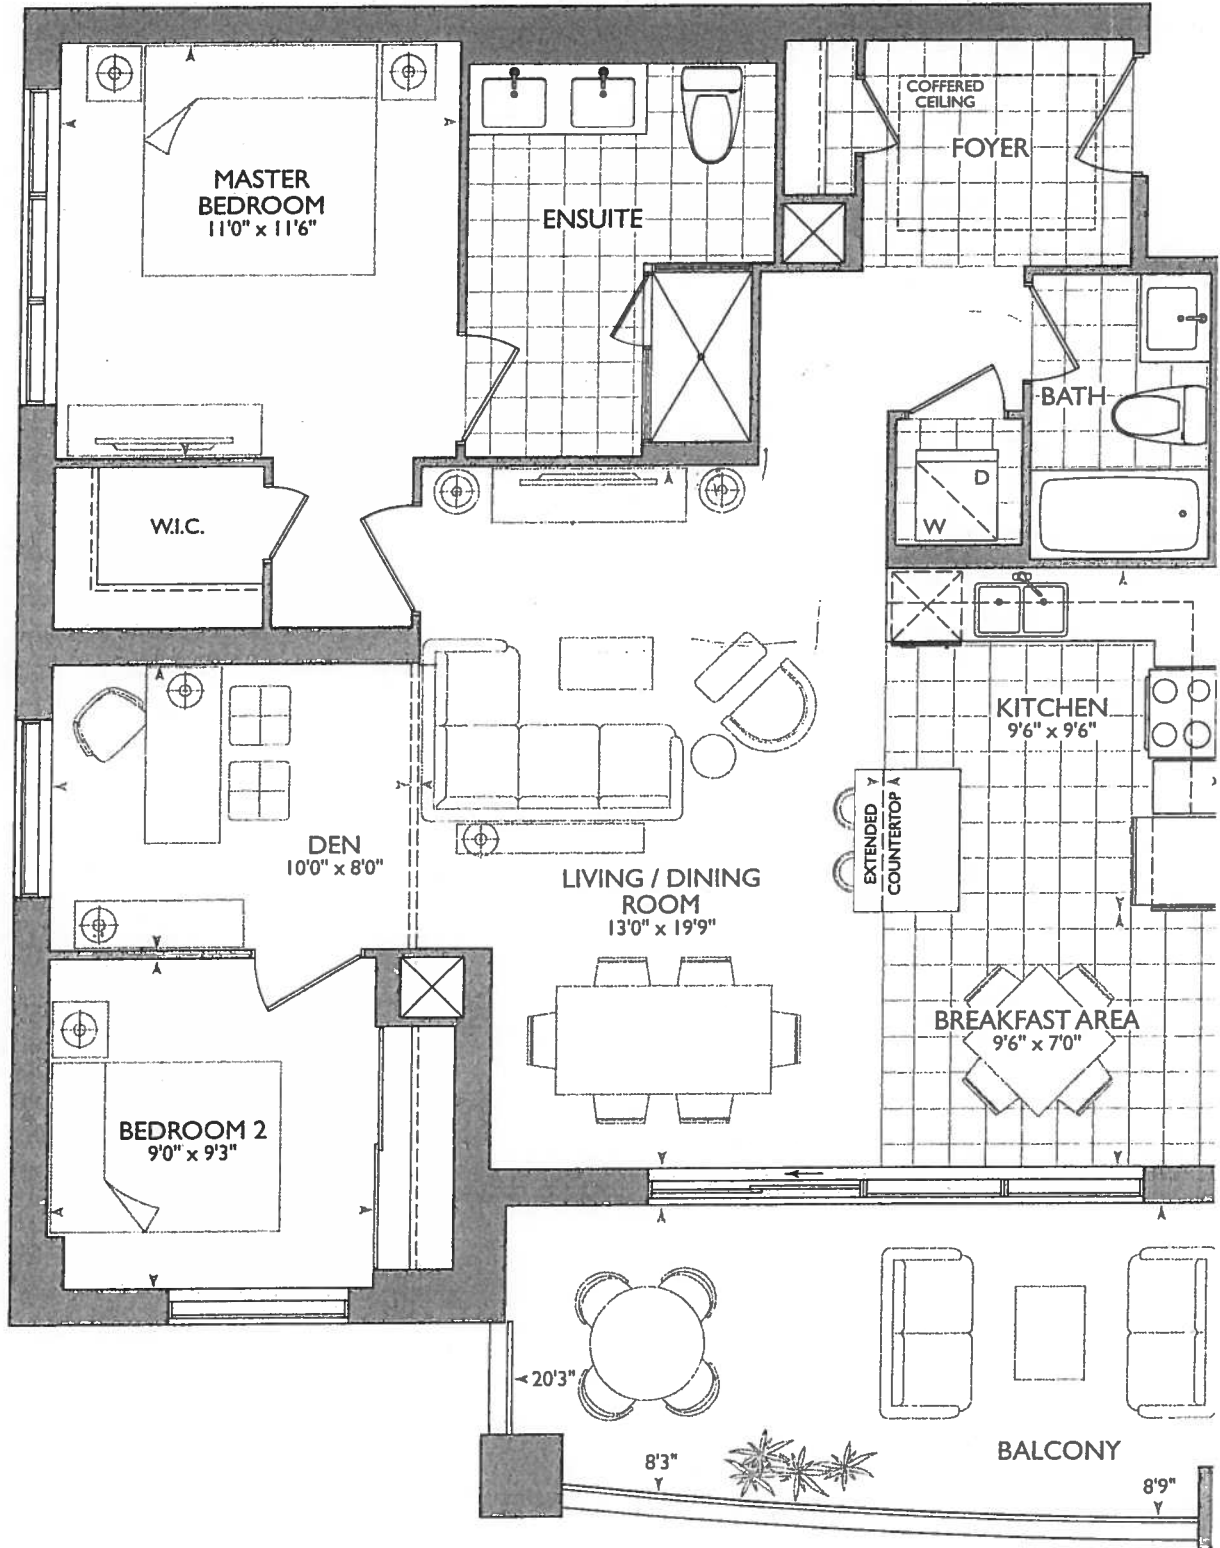 COFFERED
CEILING
FOYER
MASTER
BEDROOM
11'0" x 11'6"
ENSUITE
BATH
W.I.C.
D
W
KITCHEN
9'6" x 9'6"
EXTENDED
COUNTERTOP
DEN
10'0" x 8'0"
LIVING / DINING
ROOM
13'0" x 19'9"
BREAKFAST AREA
9'6" x 7'0"
BEDROOM 2
9'0" x 9'3"
20'3"
BALCONY
8'3"
8'9"